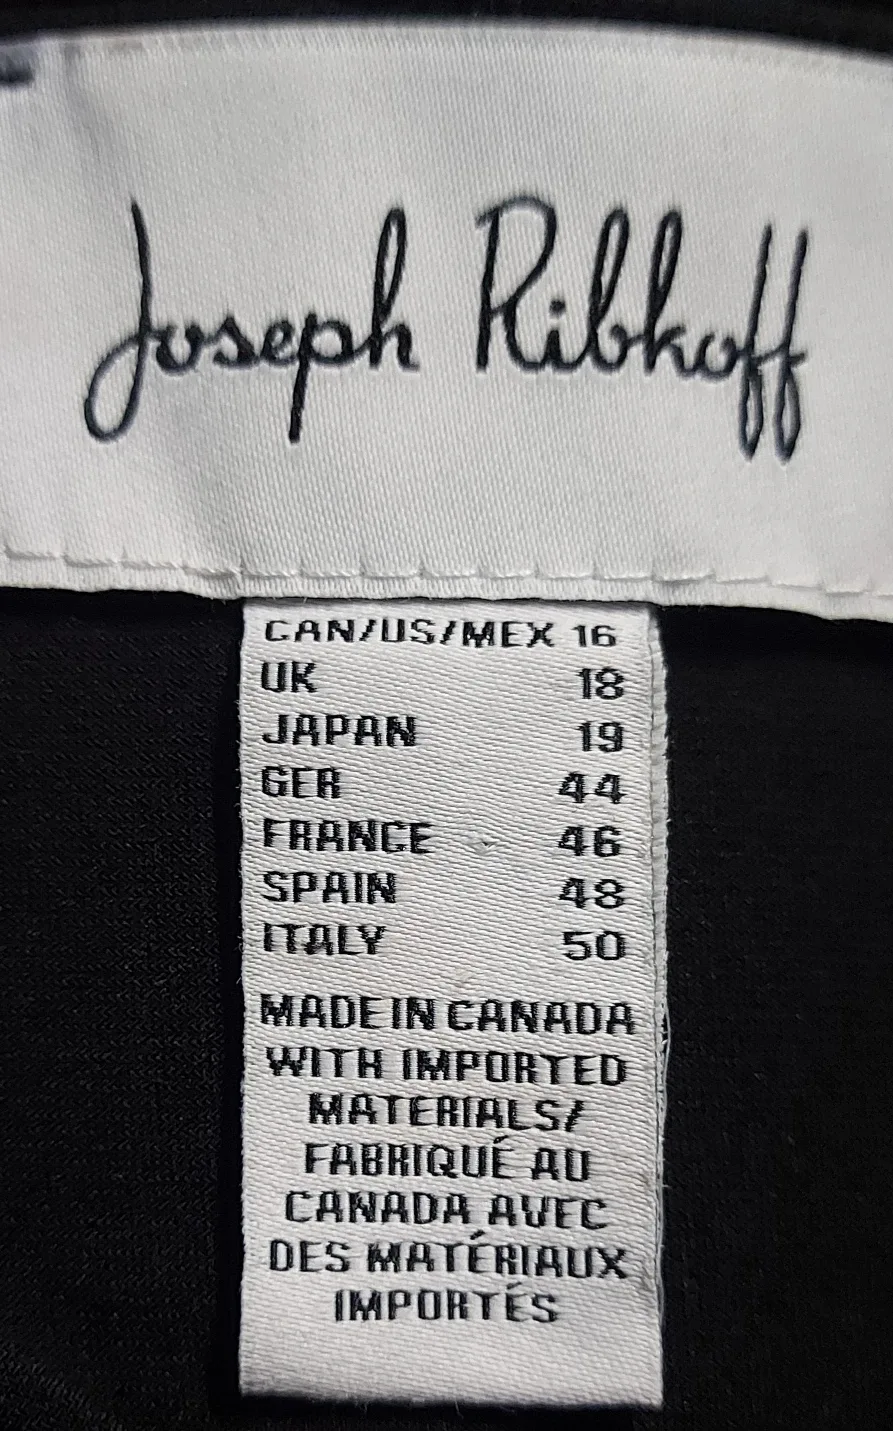 Joseph Ribkoff
CAN/US/MEX 16
UK 18
JAPAN 19
GER 44
FRANCE 46
SPAIN 48
ITALY 50
MADE IN CANADA
WITH IMPORTED
MATERIALS/
FABRIQUÉ AU
CANADA AVEC
DES MATÉRIAUX
IMPORTÉS